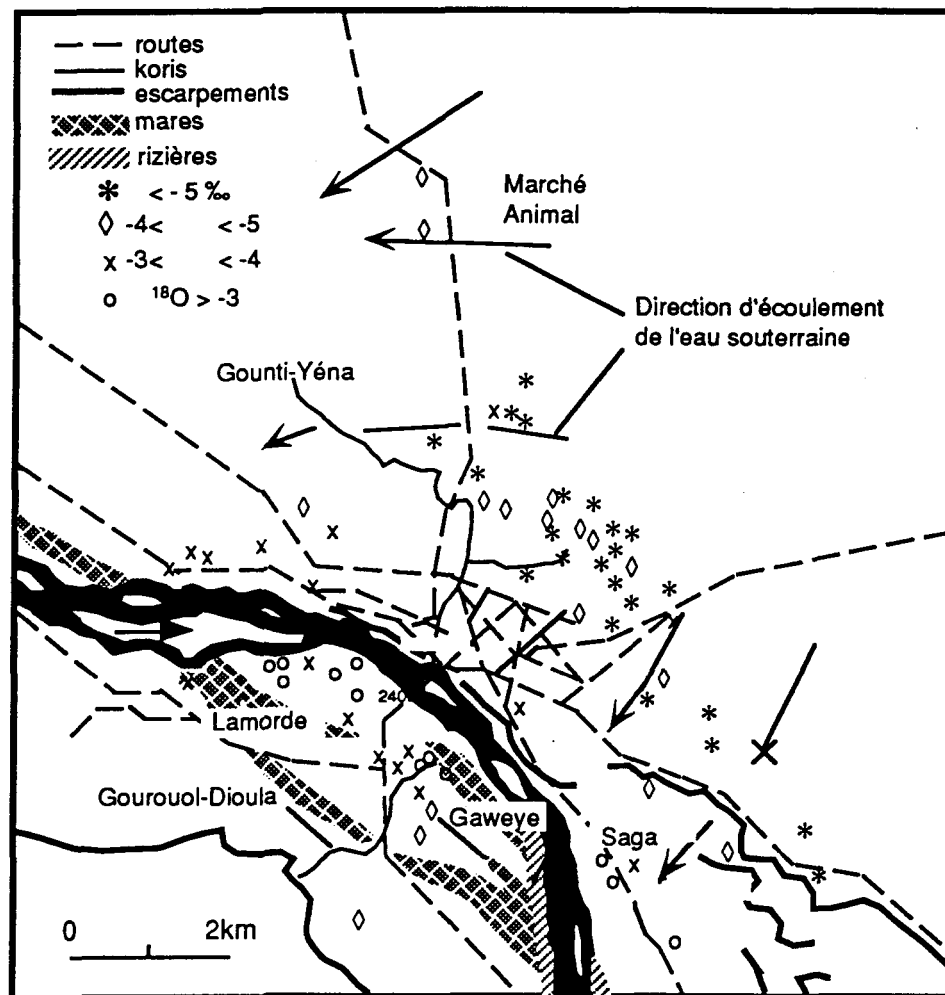 routes
koris
escarpements
mares
rizières
< - 5 ‰
-4< < -5
-3< < -4
¹⁸O > -3
Marché
Animal
Direction d'écoulement
de l'eau souterraine
Gounti-Yéna
240
Lamorde
Gourouol-Dioula
Gaweye
Saga
0 2km